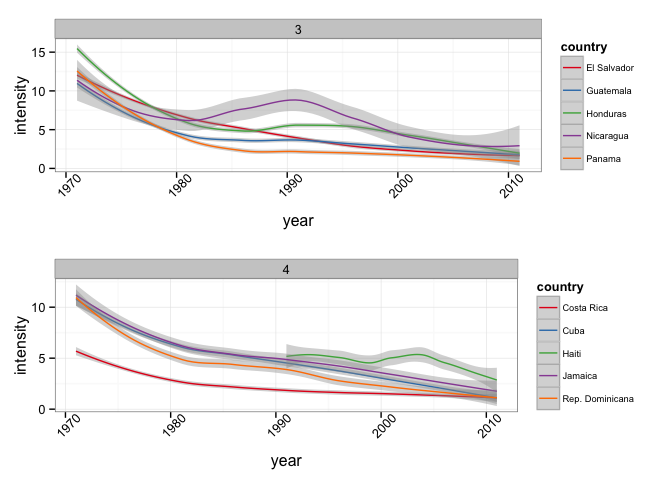 3
intensity
15
10
5
0
1970
1980
1990
2000
2010
year
country
El Salvador
Guatemala
Honduras
Nicaragua
Panama
4
intensity
10
5
0
1970
1980
1990
2000
2010
year
country
Costa Rica
Cuba
Haiti
Jamaica
Rep. Dominicana